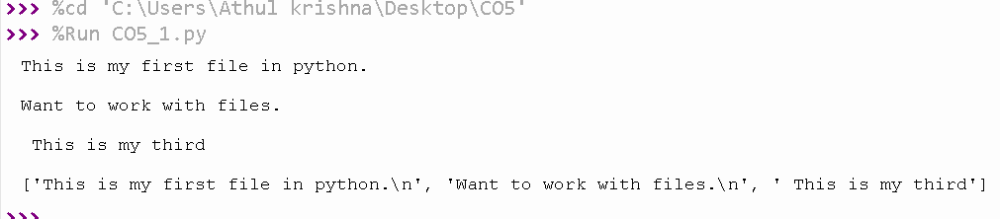 >>> %cd 'C:\Users\Athul krishna\Desktop\CO5'
>>> %Run CO5_1.py
This is my first file in python.
Want to work with files.
 This is my third
['This is my first file in python.\n', 'Want to work with files.\n', ' This is my third']
>>>